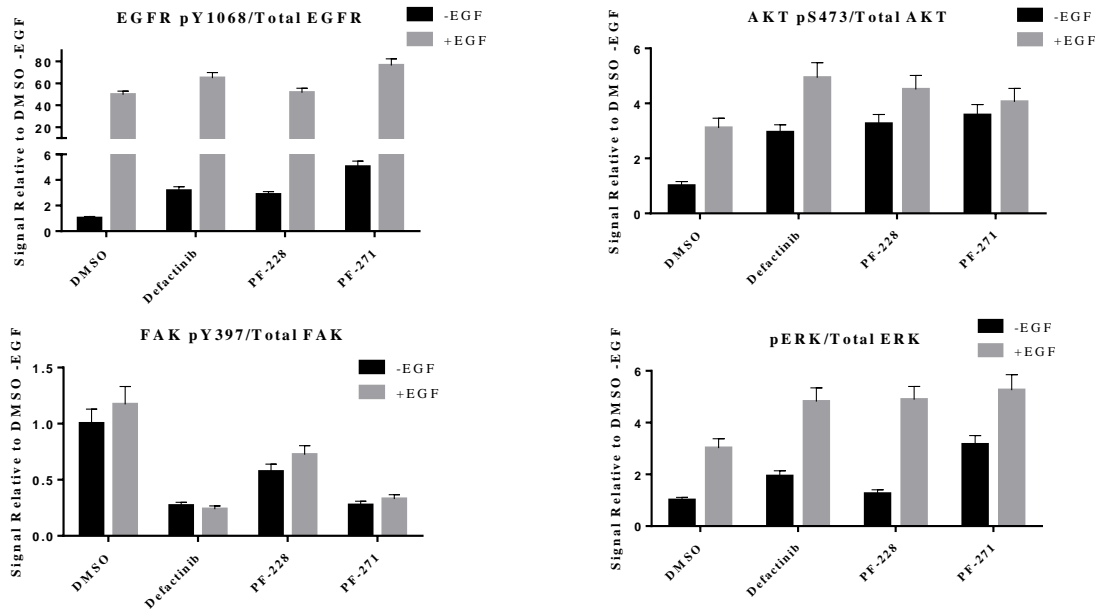 EGFR pY1068/Total EGFR
-EGF
+EGF
Signal Relative to DMSO -EGF
80
60
40
20
6
4
2
0
DMSO
Defactinib
PF-228
PF-271
AKT pS473/Total AKT
-EGF
+EGF
Signal Relative to DMSO -EGF
6
4
2
0
DMSO
Defactinib
PF-228
PF-271
FAK pY397/Total FAK
-EGF
+EGF
Signal Relative to DMSO -EGF
1.5
1.0
0.5
0.0
DMSO
Defactinib
PF-228
PF-271
pERK/Total ERK
-EGF
+EGF
Signal Relative to DMSO -EGF
6
4
2
0
DMSO
Defactinib
PF-228
PF-271